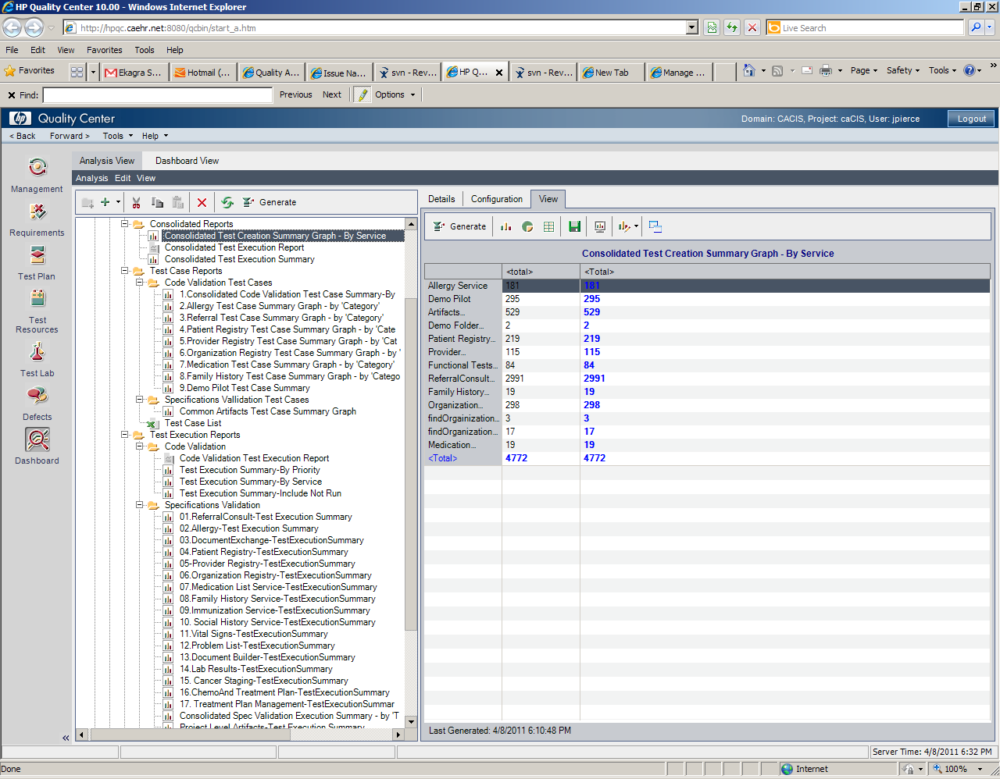 HP Quality Center 10.00 - Windows Internet Explorer
http://hpqc.caehr.net:8080/qcbin/start_a.htm
Live Search
File Edit View Favorites Tools Help
Favorites
Ekagra S...
Hotmail (...
Quality A...
Issue Na...
svn - Rev...
HP Q...
svn - Rev...
New Tab
Manage ...
Page Safety Tools
Find: Previous Next Options
hp Quality Center
Domain: CACIS, Project: caCIS, User: jpierce
Logout
< Back Forward > Tools Help
Management
Requirements
Test Plan
Test
Resources
Test Lab
Defects
Dashboard
Analysis View Dashboard View
Analysis Edit View
Generate
Consolidated Reports
Consolidated Test Creation Summary Graph - By Service
Consolidated Test Execution Report
Consolidated Test Execution Summary
Test Case Reports
Code Validation Test Cases
1.Consolidated Code Validation Test Case Summary-By
2.Allergy Test Case Summary Graph - by 'Category'
3.Referral Test Case Summary Graph - by 'Category'
4.Patient Registry Test Case Summary Graph - by 'Cate
5.Provider Registry Test Case Summary Graph - by 'Cat
6.Organization Registry Test Case Summary Graph - by '
7.Medication Test Case Summary Graph - by 'Category'
8.Family History Test Case Summary Graph - by 'Catego
9.Demo Pilot Test Case Summary
Specifications Vallidation Test Cases
Common Artifacts Test Case Summary Graph
Test Case List
Test Execution Reports
Code Validation
Code Validation Test Execution Report
Test Execution Summary-By Priority
Test Execution Summary-By Service
Test Execution Summary-Include Not Run
Specifications Validation
01.ReferralConsult-Test Execution Summary
02.Allergy-Test Execution Summary
03.DocumentExchange-TestExecutionSummary
04.Patient Registry-TestExecutionSummary
05-Provider Registry-TestExecutionSummary
06.Organization Registry-TestExecutionSummary
07.Medication List Service-TestExecutionSummary
08.Family History Service-TestExecutionSummary
09.Immunization Service-TestExecutionSummary
10. Social History Service-TestExecutionSummary
11.Vital Signs-TestExecutionSummary
12.Problem List-TestExecutionSummary
13.Document Builder-TestExecutionSummary
14.Lab Results-TestExecutionSummary
15. Cancer Staging-TestExecutionSummary
16.ChemoAnd Treatment Plan-TestExecutionSummary
17. Treatment Plan Management-TestExecutionSummar
Consolidated Spec Validation Execution Summary - by 'T
Project Level Artifacts-Test Execution Summary
Details Configuration View
Generate
Consolidated Test Creation Summary Graph - By Service
<total> <Total>
Allergy Service 181 181
Demo Pilot 295 295
Artifacts... 529 529
Demo Folder... 2 2
Patient Registry... 219 219
Provider... 115 115
Functional Tests... 84 84
ReferralConsult... 2991 2991
Family History... 19 19
Organization... 298 298
findOrgainization... 3 3
findOrganization... 17 17
Medication... 19 19
<Total> 4772 4772
Last Generated: 4/8/2011 6:10:48 PM
Server Time: 4/8/2011 6:32 PM
Done Internet 100%